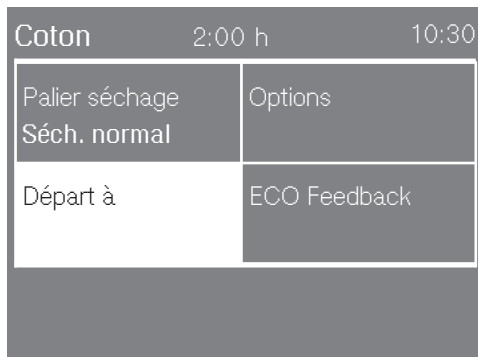 Coton 2:00 h 10:30
Palier séchage Options
Séch. normal
Départ à ECO Feedback